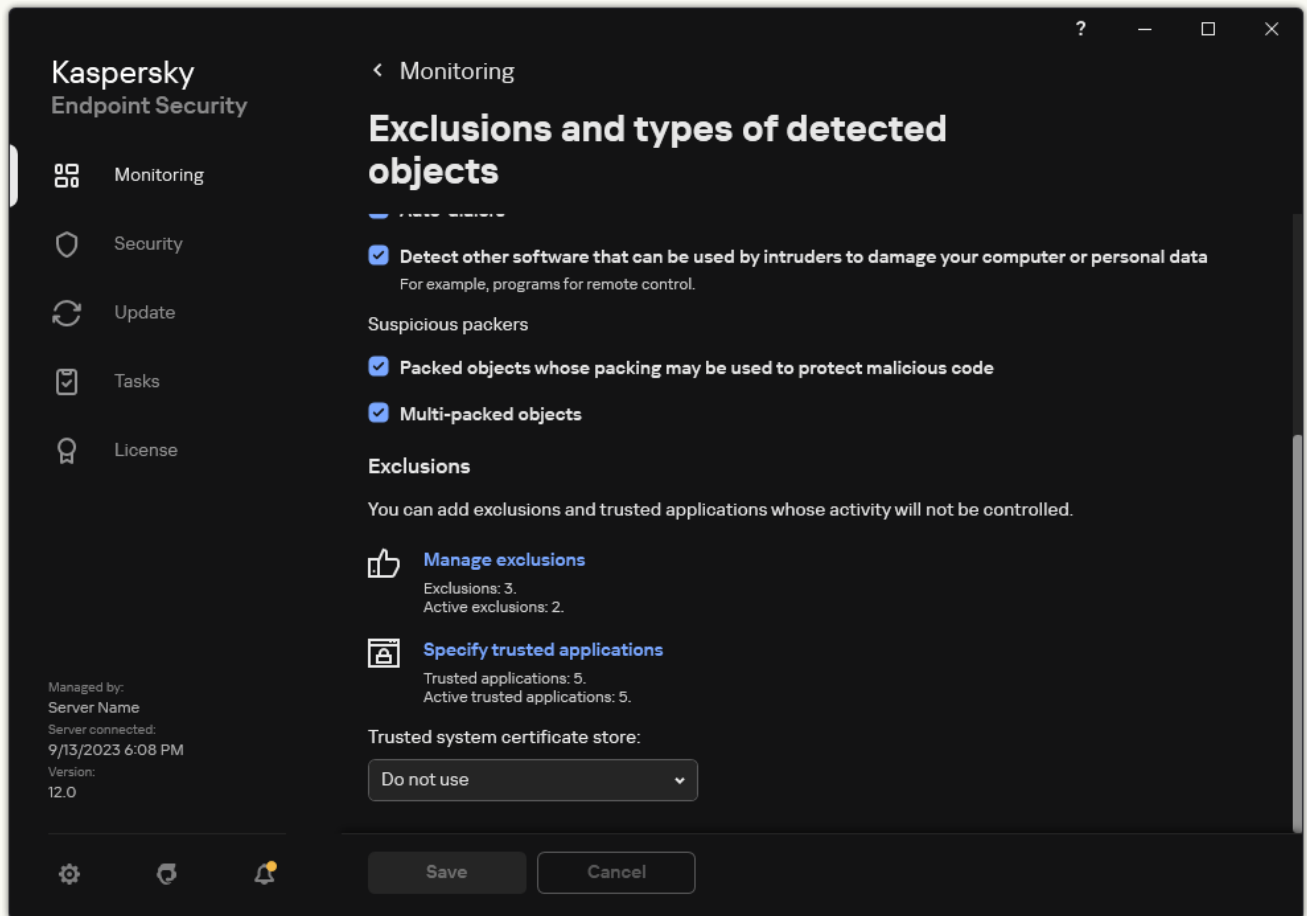 ?
Kaspersky
Endpoint Security
Monitoring
Security
Update
Tasks
License
Managed by:
Server Name
Server connected:
9/13/2023 6:08 PM
Version:
12.0
Monitoring
Exclusions and types of detected
objects
Auto-dialers
Detect other software that can be used by intruders to damage your computer or personal data
For example, programs for remote control.
Suspicious packers
Packed objects whose packing may be used to protect malicious code
Multi-packed objects
Exclusions
You can add exclusions and trusted applications whose activity will not be controlled.
Manage exclusions
Exclusions: 3.
Active exclusions: 2.
Specify trusted applications
Trusted applications: 5.
Active trusted applications: 5.
Trusted system certificate store:
Do not use
Save
Cancel